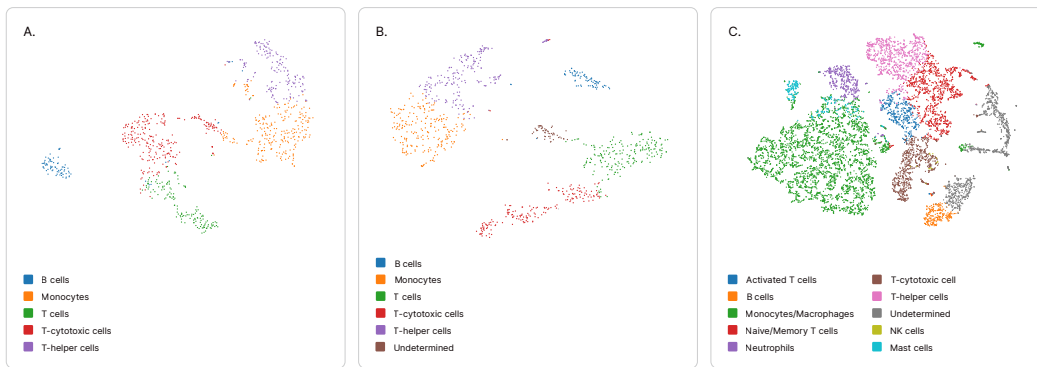 A.
B cells
Monocytes
T cells
T-cytotoxic cells
T-helper cells
B.
B cells
Monocytes
T cells
T-cytotoxic cells
T-helper cells
Undetermined
C.
Activated T cells
B cells
Monocytes/Macrophages
Naive/Memory T cells
Neutrophils
T-cytotoxic cell
T-helper cells
Undetermined
NK cells
Mast cells